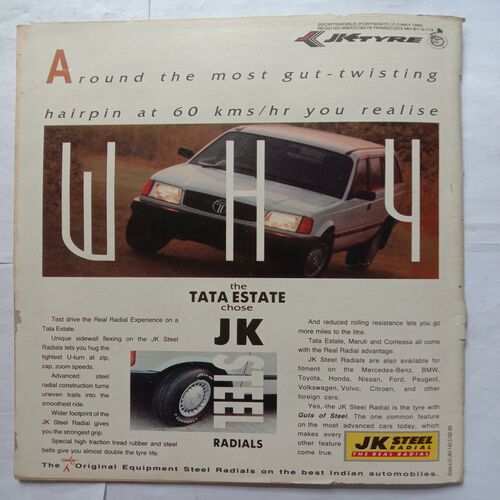 SPORTSWORLD (FORTNIGHTLY) 5 MAY 1993
JK TYRE
Around the most gut-twisting
hairpin at 60 kms/hr you realise
WHY
the
TATA ESTATE
chose
JK
STEEL
RADIALS
Test drive the Real Radial Experience on a
Tata Estate.
Unique sidewall flexing on the JK Steel
Radials lets you hug the
tightest U-turn at zip,
zap, zoom speeds.
Advanced steel
radial construction turns
uneven trails into the
smoothest ride.
Wider footprint of the
JK Steel Radial gives
you the strongest grip.
Special high traction tread rubber and steel
belts give you almost double the tyre life.
And reduced rolling resistance lets you go
more miles to the litre.
Tata Estate, Maruti and Contessa all come
with the Real Radial advantage.
JK Steel Radials are also available for
fitment on the Mercedes-Benz, BMW,
Toyota, Honda, Nissan, Ford, Peugeot,
Volkswagen, Volvo, Citroen, and other
foreign cars.
Yes,-the JK Steel Radial is the tyre with
Guts of Steel. The one common feature
on the most advanced cars today, which
makes every
other feature
come true.
JK STEEL
RADIAL
THE REAL RADIAL
The only Original Equipment Steel Radials on the best Indian automobiles.